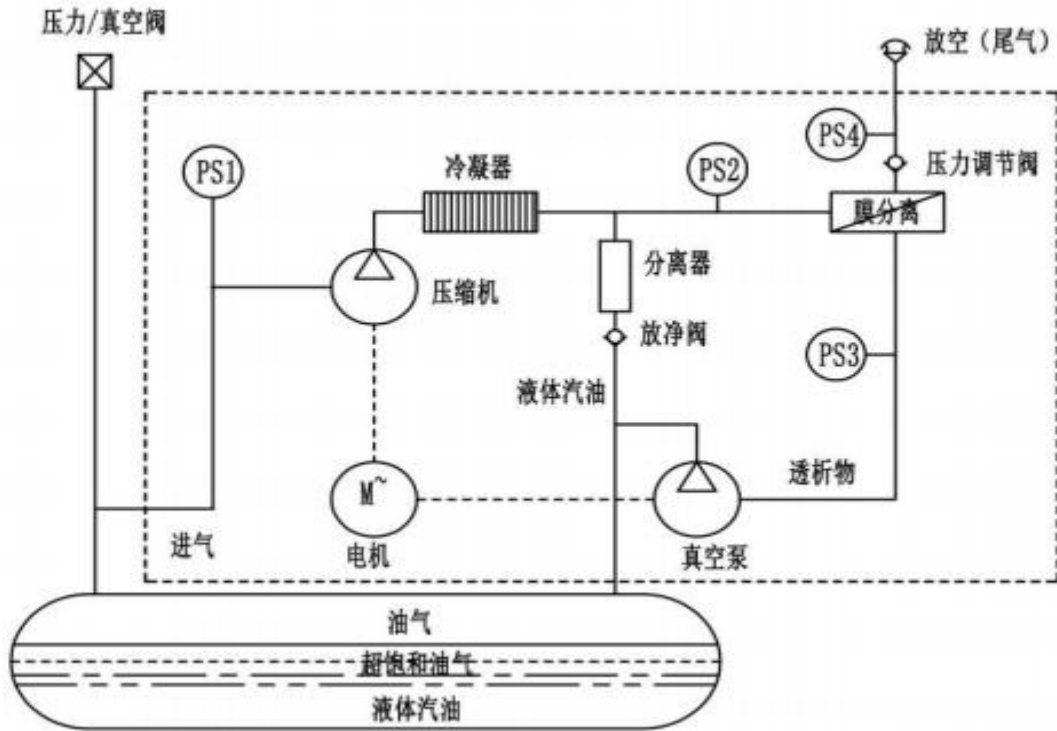 压力/真空阀
放空（尾气）
PS4
PS1
冷凝器
PS2
压力调节阀
膜分离
分离器
压缩机
放净阀
PS3
液体汽油
M~
透析物
进气
电机
真空泵
油气
超饱和油气
液体汽油